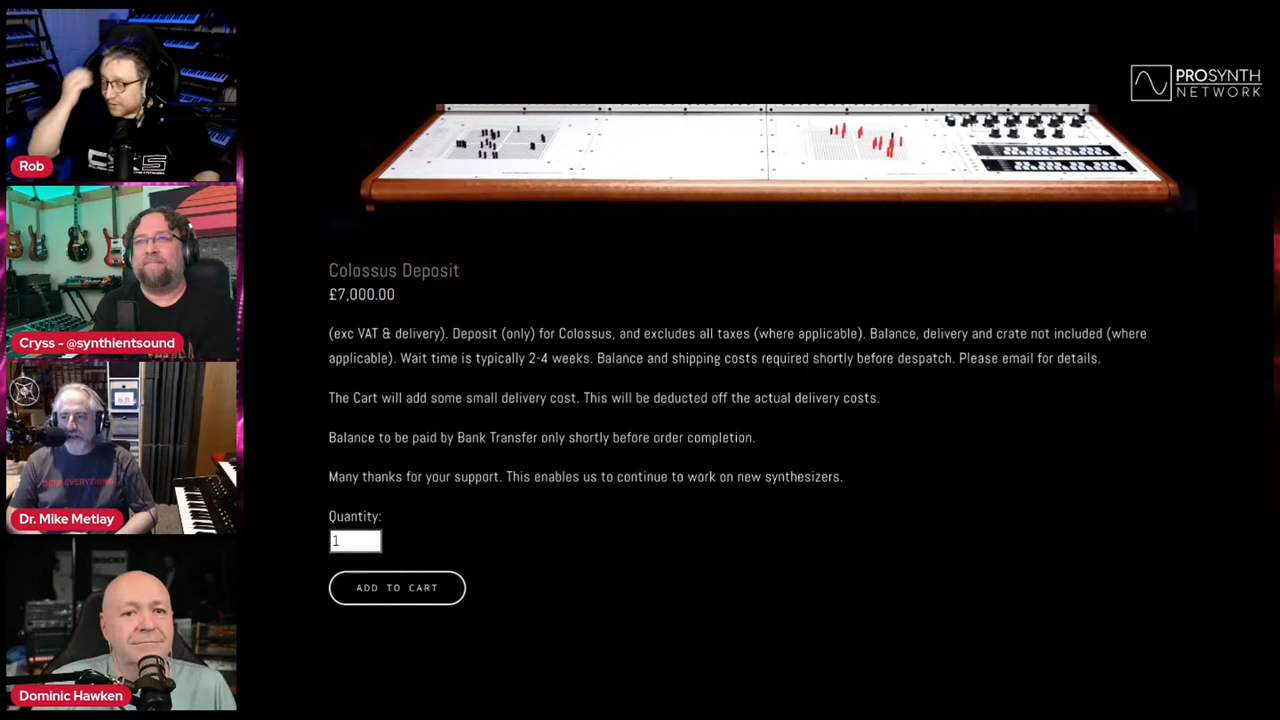 PROSYNTH
NETWORK
Rob
Cryss - @synthientsound
Dr. Mike Metlay
Dominic Hawken
Colossus Deposit
£7,000.00
(exc VAT & delivery). Deposit (only) for Colossus, and excludes all taxes (where applicable). Balance, delivery and crate not included (where
applicable). Wait time is typically 2-4 weeks. Balance and shipping costs required shortly before despatch. Please email for details.
The Cart will add some small delivery cost. This will be deducted off the actual delivery costs.
Balance to be paid by Bank Transfer only shortly before order completion.
Many thanks for your support. This enables us to continue to work on new synthesizers.
Quantity:
1
ADD TO CART